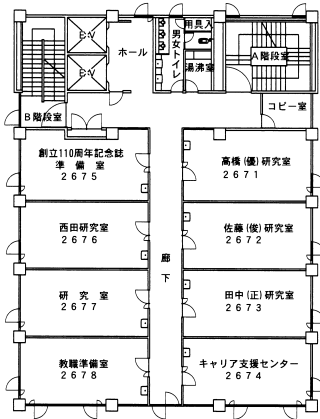 用具入
E・V
ホール
男女トイレ
A階段室
E・V
湯沸室
コピー室
B階段室
創立110周年記念誌
準備室
2675
高橋(優)研究室
2671
西田研究室
2676
佐藤(俊)研究室
2672
廊下
研究室
2677
田中(正)研究室
2673
教職準備室
2678
キャリア支援センター
2674